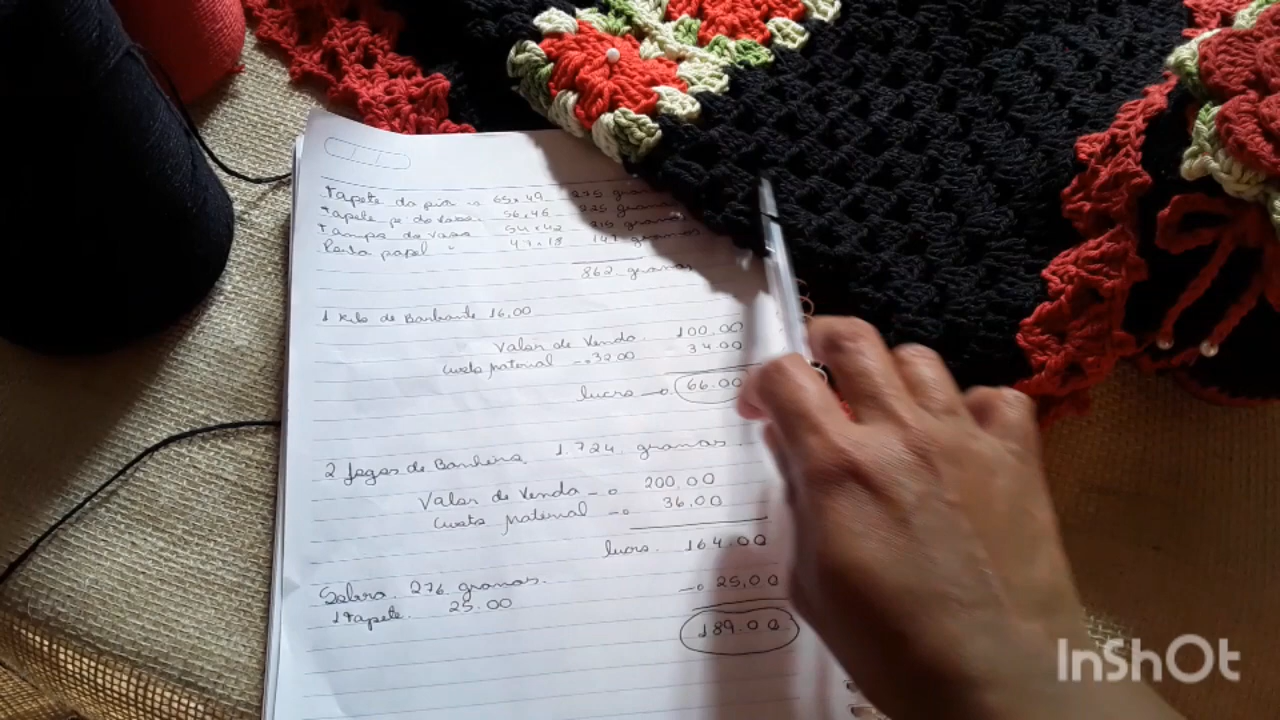 Tapete da pia 65x49 275 gramas
Tapete pé do vaso 56x46 225 gramas
Tampa do vaso 54x42 215 gramas
Porta papel 47x18 147 gramas
862 gramas
1 kilo de Barbante 16,00
Valor de Venda 100,00
Custo Material 32,00 34,00
lucro 66,00
2 Jogos de Banheiro 1.724 gramas
Valor de Venda 200,00
Custo Material 36,00
lucro 164,00
Sobra 276 gramas 25,00
1 Tapete 25,00
189,00
InShOt